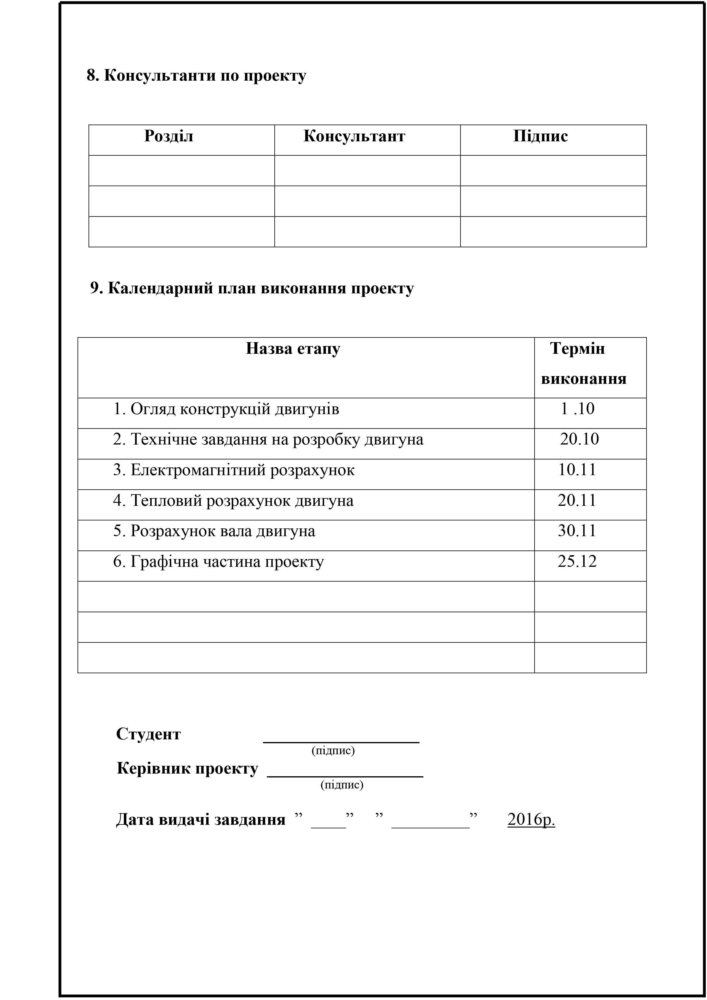 8. Консультанти по проекту
Розділ Консультант Підпис
9. Календарний план виконання проекту
Назва етапу Термін
виконання
1. Огляд конструкцій двигунів 1 .10
2. Технічне завдання на розробку двигуна 20.10
3. Електромагнітний розрахунок 10.11
4. Тепловий розрахунок двигуна 20.11
5. Розрахунок вала двигуна 30.11
6. Графічна частина проекту 25.12
Студент __________________
(підпис)
Керівник проекту __________________
(підпис)
Дата видачі завдання ” ____” ” _________” 2016р.